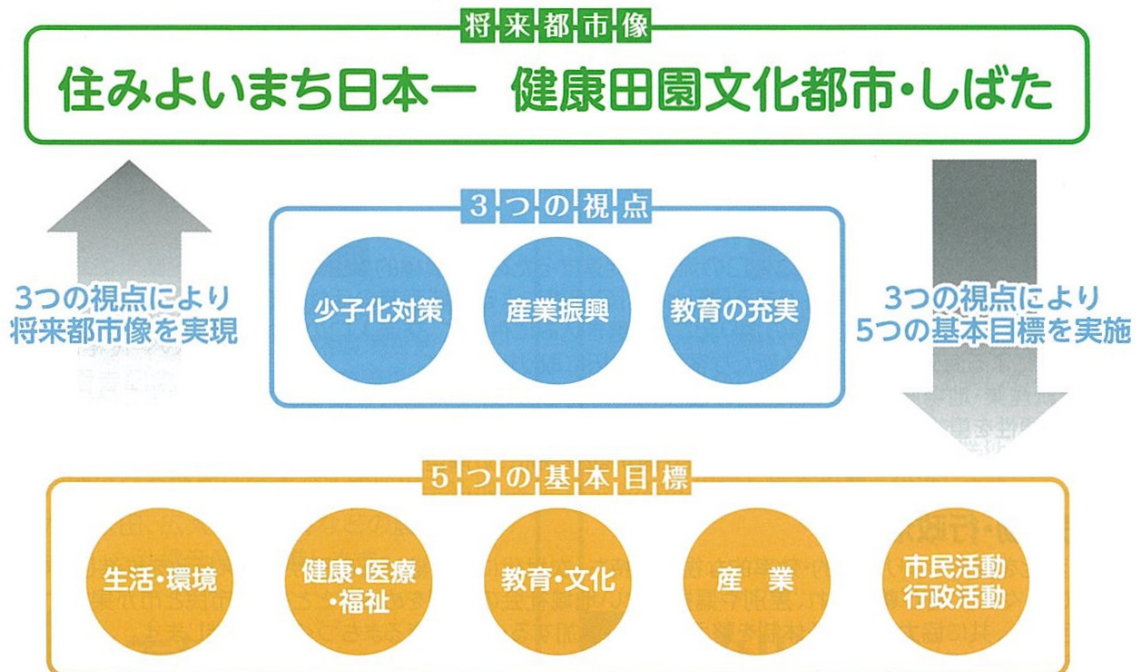 将来都市像
住みよいまち日本一 健康田園文化都市・しばた
3つの視点
少子化対策
産業振興
教育の充実
3つの視点により
将来都市像を実現
3つの視点により
5つの基本目標を実施
5つの基本目標
生活・環境
健康・医療
・福祉
教育・文化
産 業
市民活動
行政活動